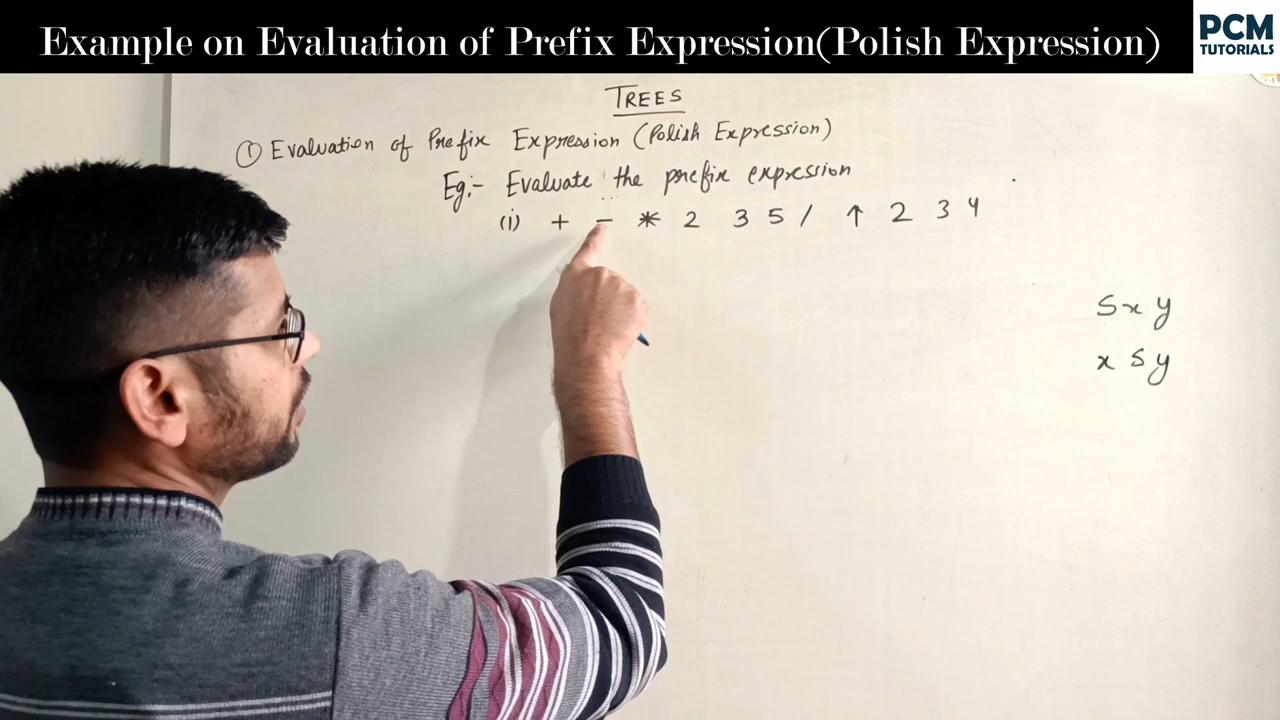 Example on Evaluation of Prefix Expression(Polish Expression)
PCM
TUTORIALS
TREES
① Evaluation of Prefix Expression (Polish Expression)
Eg:- Evaluate the prefix expression
(i) + - * 2 3 5 / ↑ 2 3 4
5 x y
x 5 y